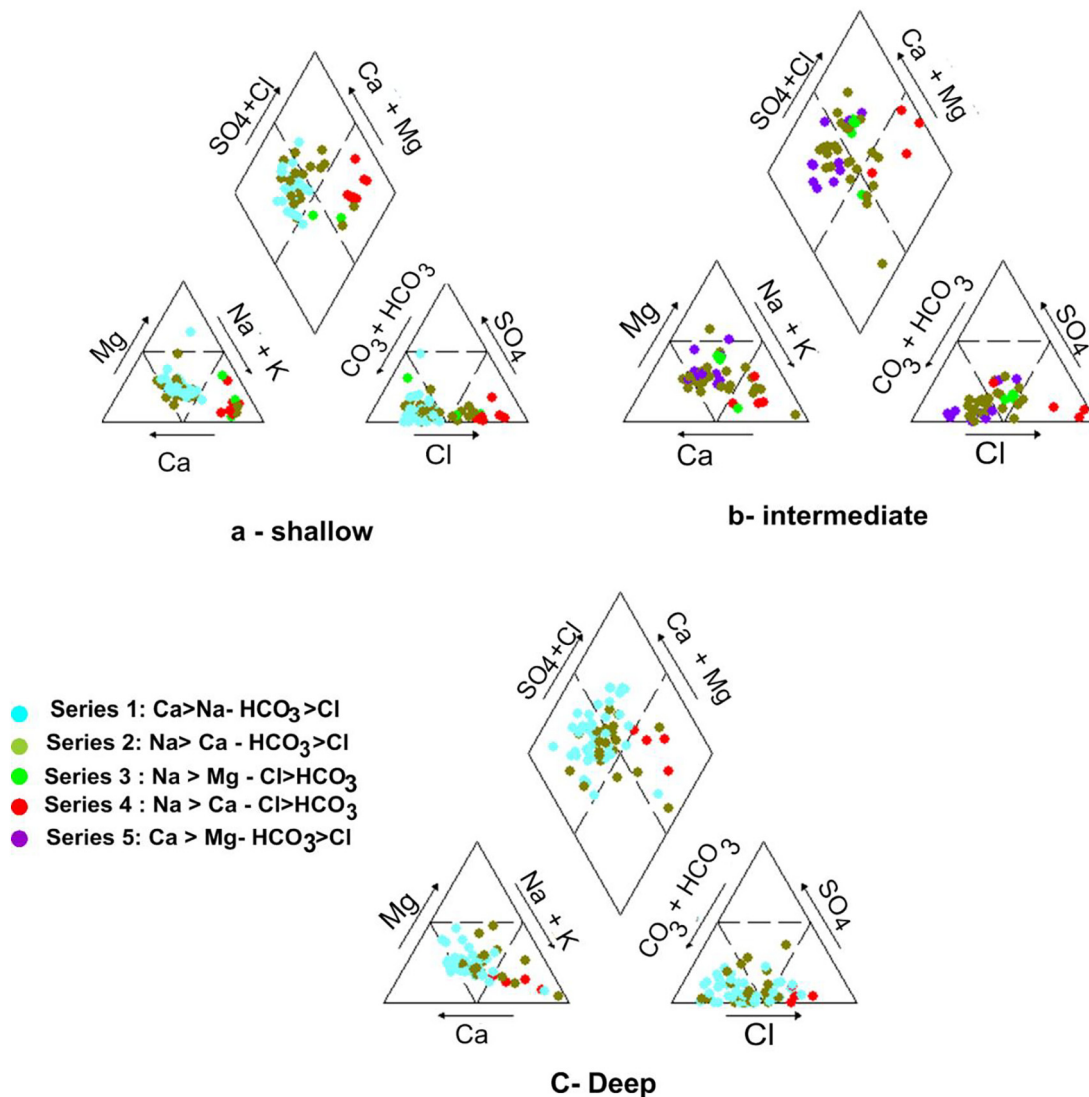 SO4+Cl
Ca + Mg
Mg
Na + K
CO3+ HCO3
SO4
Ca
Cl
a - shallow
SO4+Cl
Ca + Mg
Mg
Na + K
CO3 + HCO3
SO4
Ca
Cl
b- intermediate
SO4+Cl
Ca + Mg
Series 1: Ca>Na- HCO3>Cl
Series 2: Na> Ca - HCO3>Cl
Series 3 : Na > Mg - Cl>HCO3
Series 4 : Na > Ca - Cl>HCO3
Series 5: Ca > Mg- HCO3>Cl
Mg
Na + K
CO3 + HCO3
SO4
Ca
Cl
C- Deep